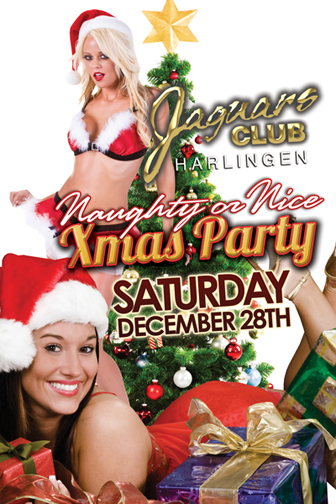 Jaguars
CLUB
HARLINGEN
Naughty or Nice
Xmas Party
SATURDAY
DECEMBER 28TH